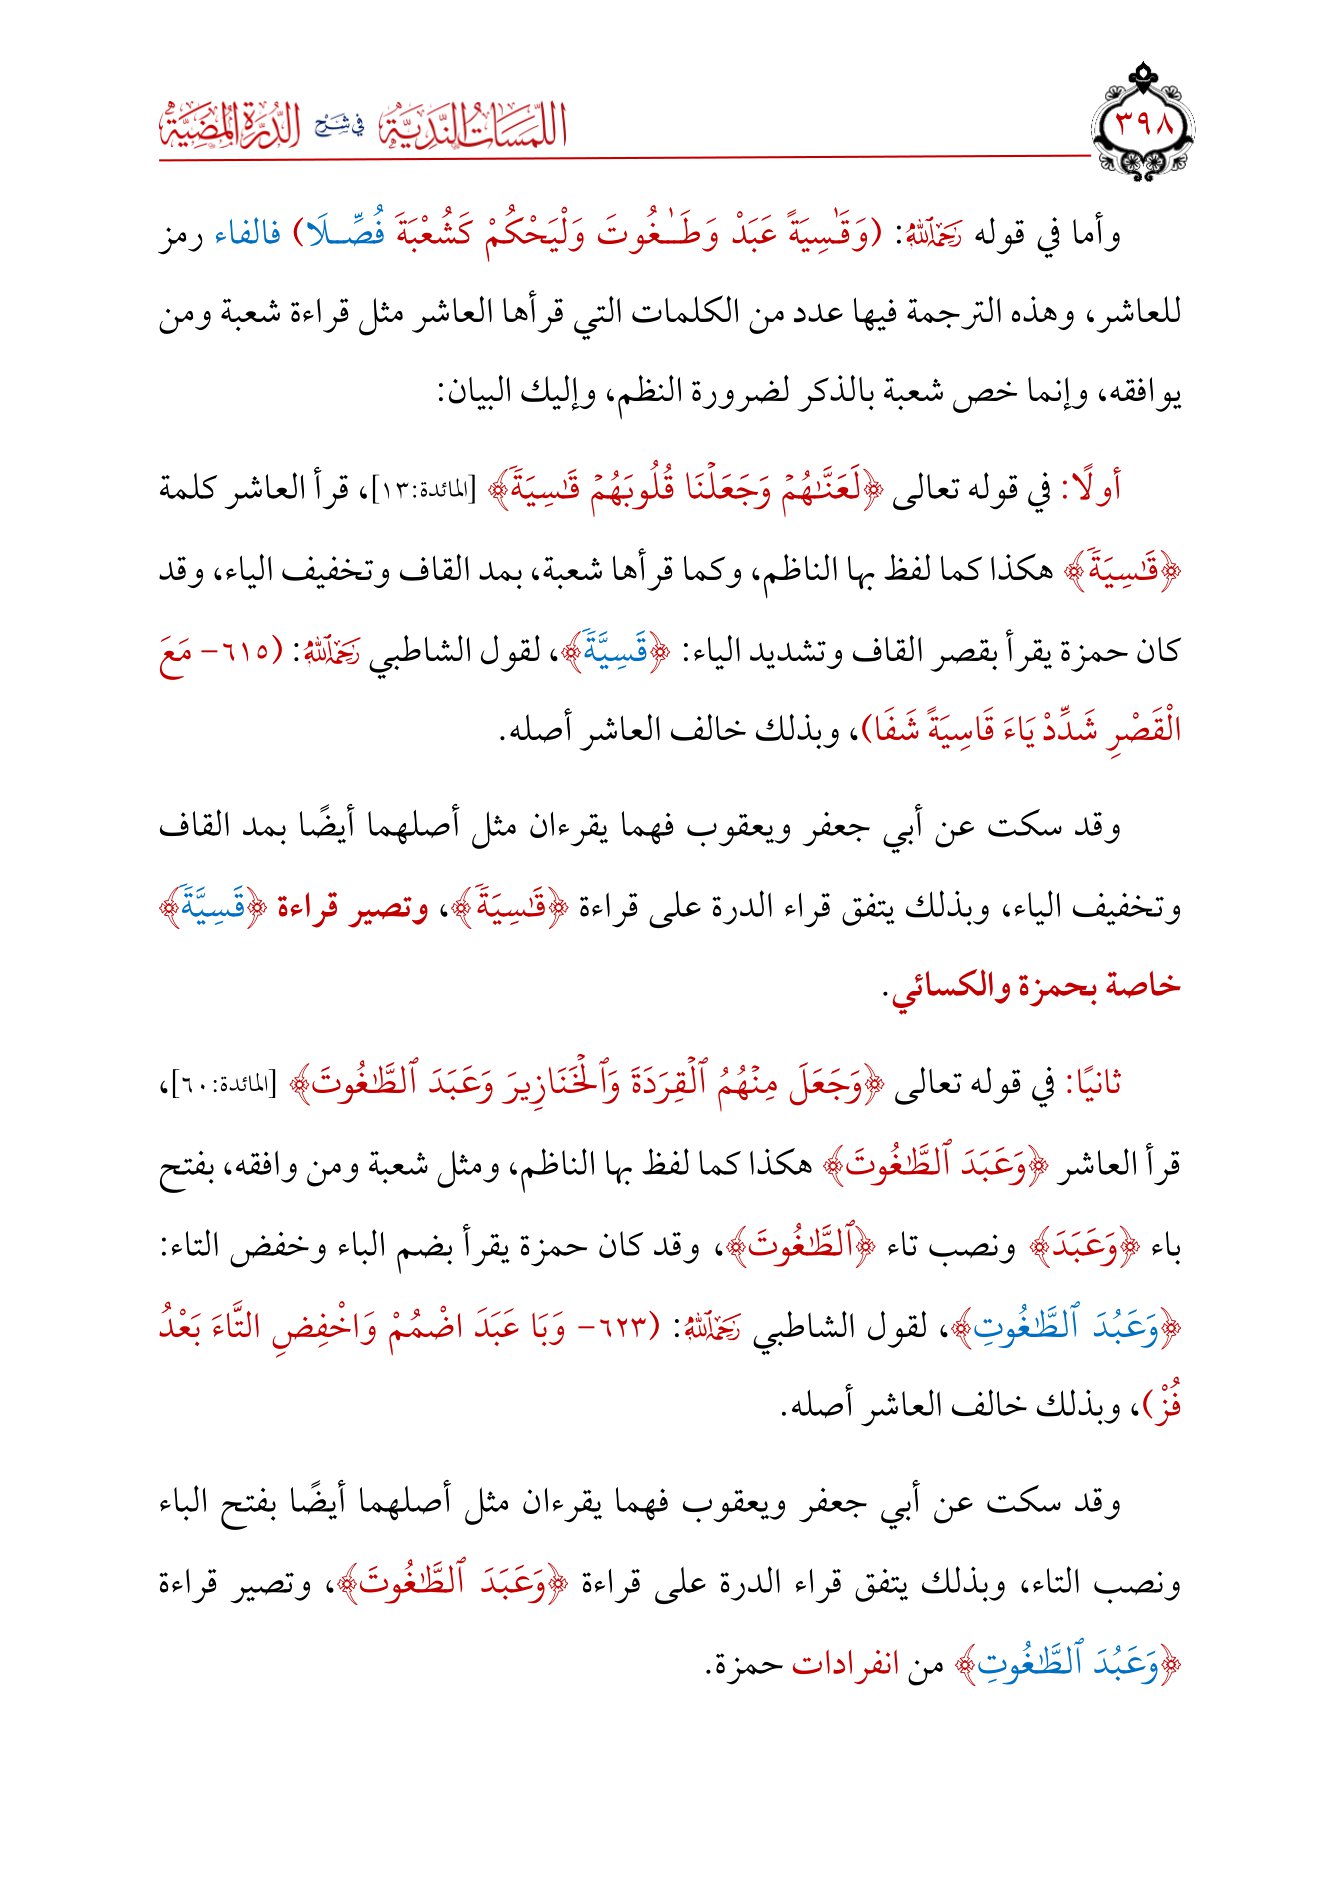 ٣٩٨
اللَّمَسَاتُ النَّدِيَّةُ في شَرْح الدُّرَّةِ المُضِيَّةِ
وأما في قوله رَحِمَهُ ٱللَّهُ: (وَقَـٰسِيَةً عَبَدْ وَطَـٰغُوتَ وَلْيَحْكُمْ كَشُعْبَةَ فُصِّـلَا) فالفاء رمز
للعاشر، وهذه الترجمة فيها عدد من الكلمات التي قرأها العاشر مثل قراءة شعبة ومن
يوافقه، وإنما خص شعبة بالذكر لضرورة النظم، وإليك البيان:
أولًا: في قوله تعالى ﴿لَعَنَّـٰهُمۡ وَجَعَلۡنَا قُلُوبَهُمۡ قَـٰسِيَةٗ﴾ [المائدة:١٣]، قرأ العاشر كلمة
﴿قَـٰسِيَةٗ﴾ هكذا كما لفظ بها الناظم، وكما قرأها شعبة، بمد القاف وتخفيف الياء، وقد
كان حمزة يقرأ بقصر القاف وتشديد الياء: ﴿قَسِيَّةٗ﴾، لقول الشاطبي رَحِمَهُ ٱللَّهُ: (٦١٥- مَعَ
الْقَصْرِ شَدِّدْ يَاءَ قَاسِيَةً شَفَا)، وبذلك خالف العاشر أصله.
وقد سكت عن أبي جعفر ويعقوب فهما يقرءان مثل أصلهما أيضًا بمد القاف
وتخفيف الياء، وبذلك يتفق قراء الدرة على قراءة ﴿قَـٰسِيَةٗ﴾، وتصير قراءة ﴿قَسِيَّةٗ﴾
خاصة بحمزة والكسائي.
ثانيًا: في قوله تعالى ﴿وَجَعَلَ مِنۡهُمُ ٱلۡقِرَدَةَ وَٱلۡخَنَازِيرَ وَعَبَدَ ٱلطَّـٰغُوتَ﴾ [المائدة:٦٠]،
قرأ العاشر ﴿وَعَبَدَ ٱلطَّـٰغُوتَ﴾ هكذا كما لفظ بها الناظم، ومثل شعبة ومن وافقه، بفتح
باء ﴿وَعَبَدَ﴾ ونصب تاء ﴿ٱلطَّـٰغُوتَ﴾، وقد كان حمزة يقرأ بضم الباء وخفض التاء:
﴿وَعَبُدَ ٱلطَّـٰغُوتِ﴾، لقول الشاطبي رَحِمَهُ ٱللَّهُ: (٦٢٣- وَبَا عَبَدَ اضْمُمْ وَاخْفِضِ التَّاءَ بَعْدُ
فُزْ)، وبذلك خالف العاشر أصله.
وقد سكت عن أبي جعفر ويعقوب فهما يقرءان مثل أصلهما أيضًا بفتح الباء
ونصب التاء، وبذلك يتفق قراء الدرة على قراءة ﴿وَعَبَدَ ٱلطَّـٰغُوتَ﴾، وتصير قراءة
﴿وَعَبُدَ ٱلطَّـٰغُوتِ﴾ من انفرادات حمزة.